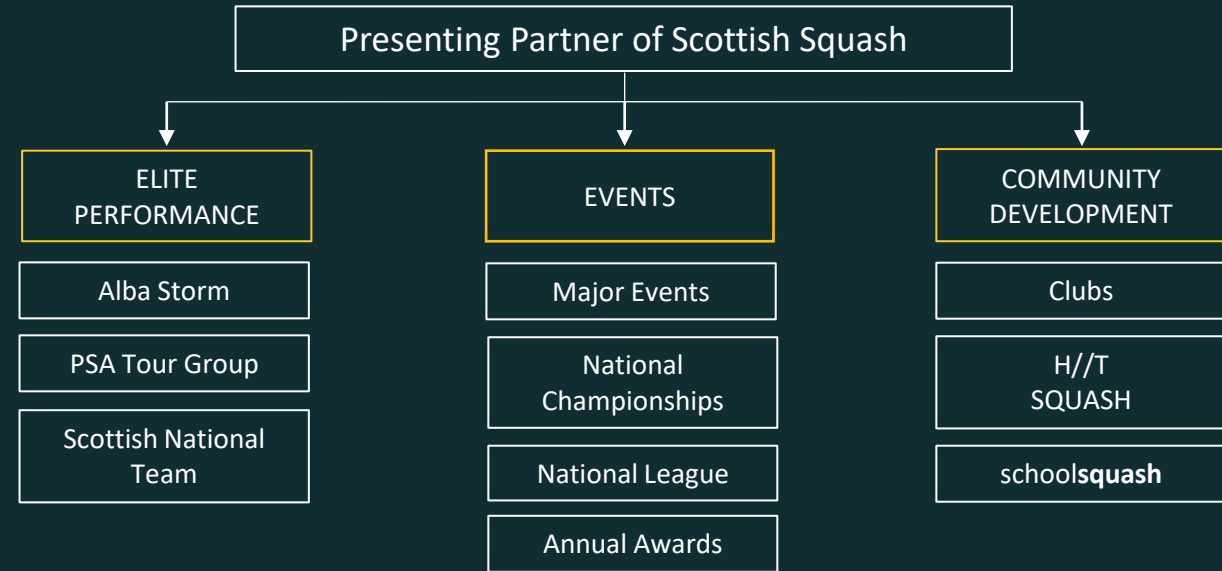 Presenting Partner of Scottish Squash
ELITE
PERFORMANCE
Alba Storm
PSA Tour Group
Scottish National
Team
EVENTS
Major Events
National
Championships
National League
Annual Awards
COMMUNITY
DEVELOPMENT
Clubs
H//T
SQUASH
schoolsquash